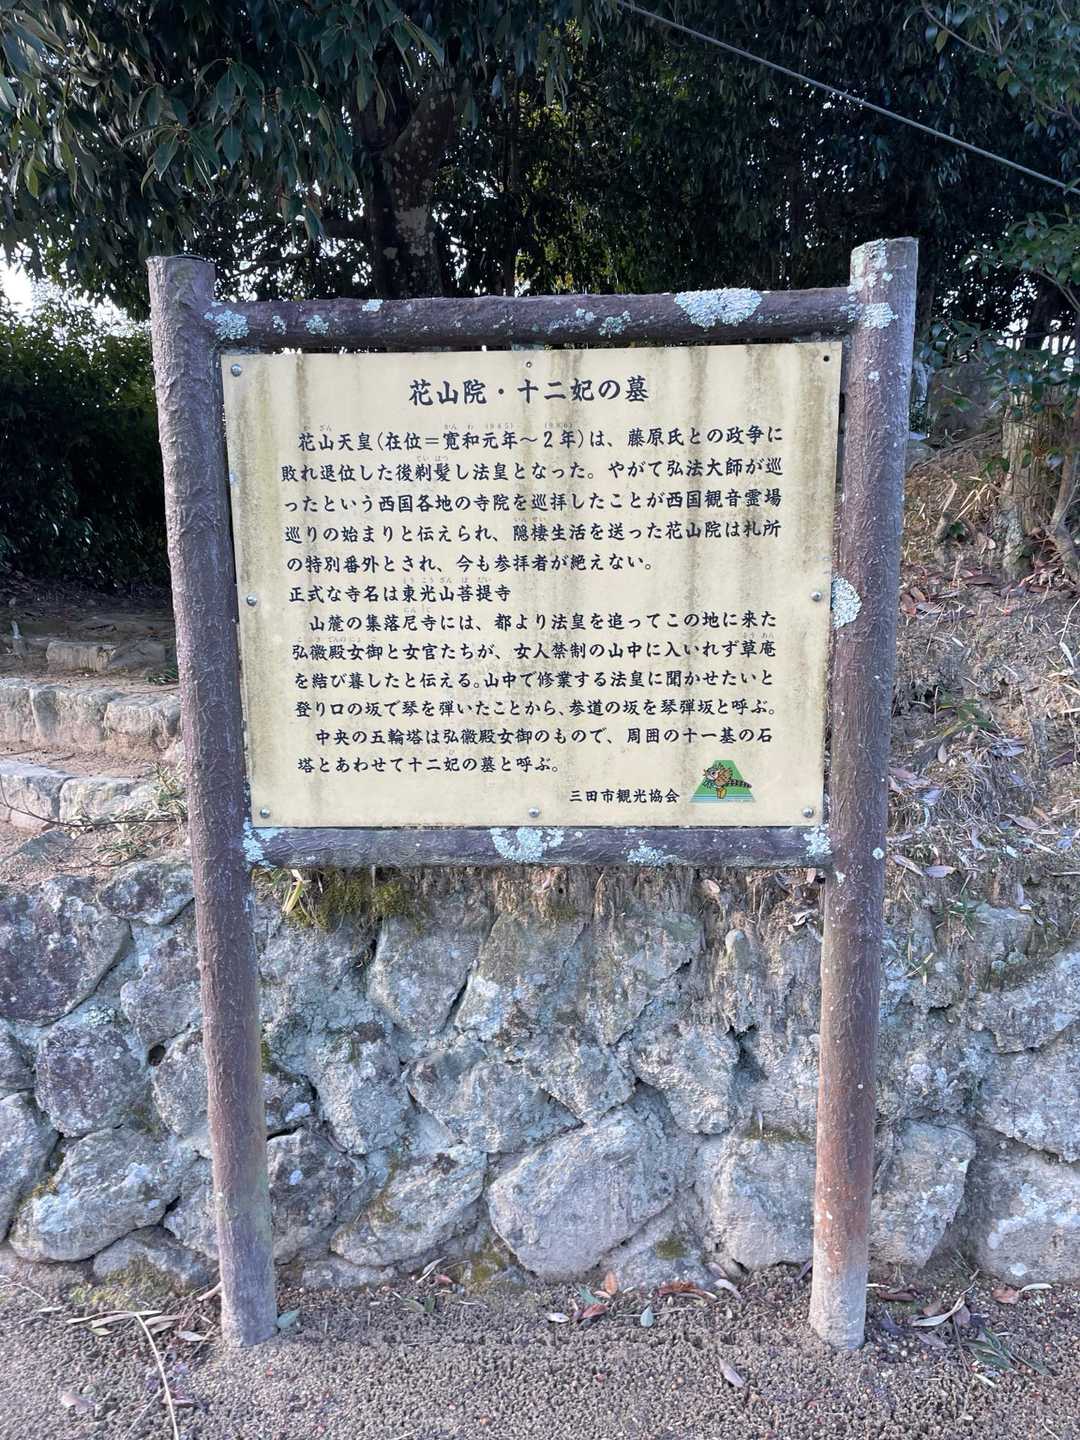 花山院・十二妃の墓
花山天皇(在位＝寛和元年～2年)は、藤原氏との政争に
敗れ退位した後剃髪し法皇となった。やがて弘法大師が巡
ったという西国各地の寺院を巡拝したことが西国観音霊場
巡りの始まりと伝えられ、隠棲生活を送った花山院は札所
の特別番外とされ、今も参拝者が絶えない。
正式な寺名は東光山菩提寺
山麓の集落尼寺には、都より法皇を追ってこの地に来た
弘徽殿女御と女官たちが、女人禁制の山中に入いれず草庵
を結び暮したと伝える。山中で修業する法皇に聞かせたいと
登り口の坂で琴を弾いたことから、参道の坂を琴弾坂と呼ぶ。
中央の五輪塔は弘徽殿女御のもので、周囲の十一基の石
塔とあわせて十二妃の墓と呼ぶ。
三田市観光協会